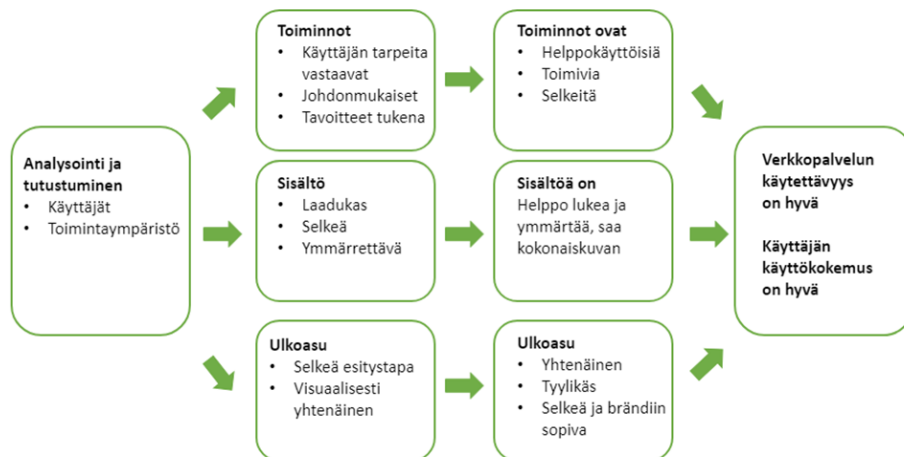 Analysointi ja
tutustuminen
• Käyttäjät
• Toimintaympäristö
Toiminnot
• Käyttäjän tarpeita
vastaavat
• Johdonmukaiset
• Tavoitteet tukena
Toiminnot ovat
• Helppokäyttöisiä
• Toimivia
• Selkeitä
Sisältö
• Laadukas
• Selkeä
• Ymmärrettävä
Sisältöä on
Helppo lukea ja
ymmärtää, saa
kokonaiskuvan
Ulkoasu
• Selkeä esitystapa
• Visuaalisesti
yhtenäinen
Ulkoasu
• Yhtenäinen
• Tyylikäs
• Selkeä ja brändiin
sopiva
Verkkopalvelun
käytettävyys
on hyvä
Käyttäjän
käyttökokemus
on hyvä